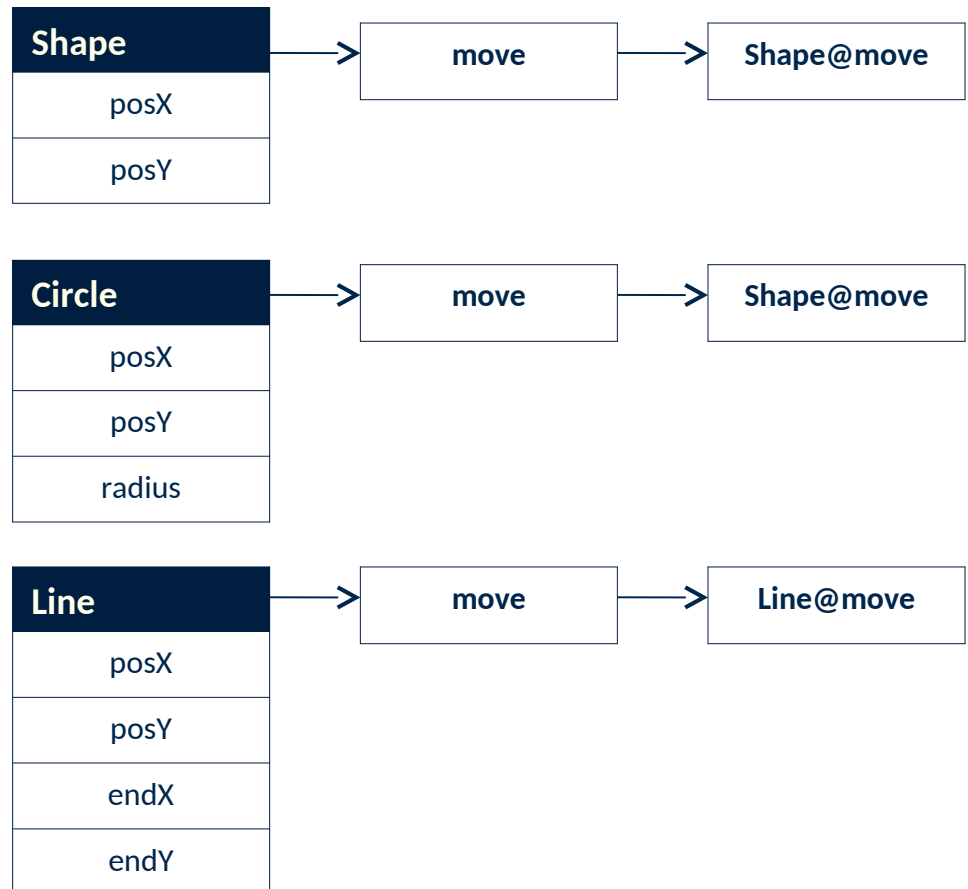 Shape
move
Shape@move
posX
posY
Circle
move
Shape@move
posX
posY
radius
Line
move
Line@move
posX
posY
endX
endY